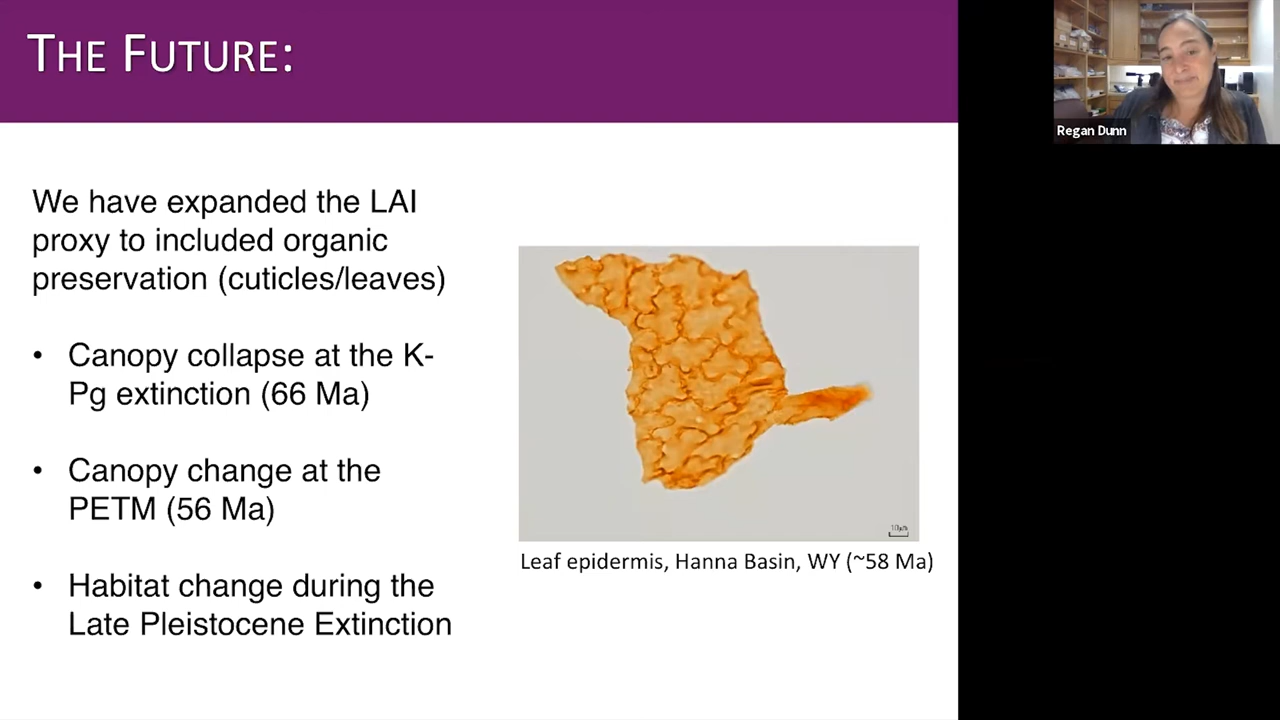 THE FUTURE:
Regan Dunn
We have expanded the LAI
proxy to included organic
preservation (cuticles/leaves)
• Canopy collapse at the K-
Pg extinction (66 Ma)
• Canopy change at the
PETM (56 Ma)
• Habitat change during the
Late Pleistocene Extinction
10µm
Leaf epidermis, Hanna Basin, WY (~58 Ma)